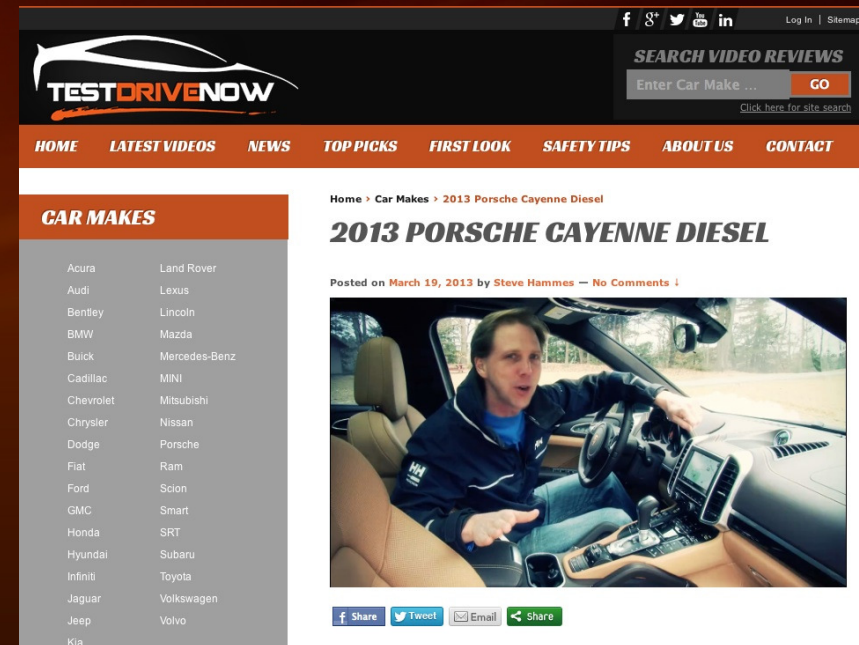 Log In | Sitemap
TESTDRIVENOW
SEARCH VIDEO REVIEWS
Enter Car Make ...
GO
Click here for site search
HOME LATEST VIDEOS NEWS TOP PICKS FIRST LOOK SAFETY TIPS ABOUT US CONTACT
CAR MAKES
Acura Land Rover
Audi Lexus
Bentley Lincoln
BMW Mazda
Buick Mercedes-Benz
Cadillac MINI
Chevrolet Mitsubishi
Chrysler Nissan
Dodge Porsche
Fiat Ram
Ford Scion
GMC Smart
Honda SRT
Hyundai Subaru
Infiniti Toyota
Jaguar Volkswagen
Jeep Volvo
Kia
Home › Car Makes › 2013 Porsche Cayenne Diesel
2013 PORSCHE CAYENNE DIESEL
Posted on March 19, 2013 by Steve Hammes — No Comments ↓
HH
f Share Tweet Email Share